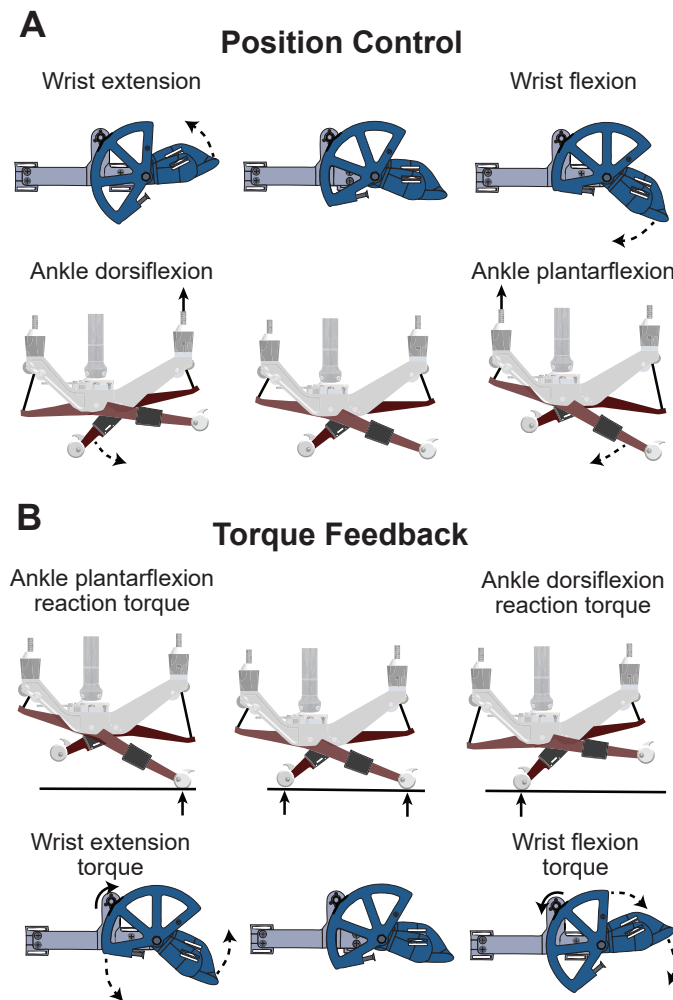 A
Position Control
Wrist extension
Wrist flexion
Ankle dorsiflexion
Ankle plantarflexion
B
Torque Feedback
Ankle plantarflexion
reaction torque
Ankle dorsiflexion
reaction torque
Wrist extension
torque
Wrist flexion
torque